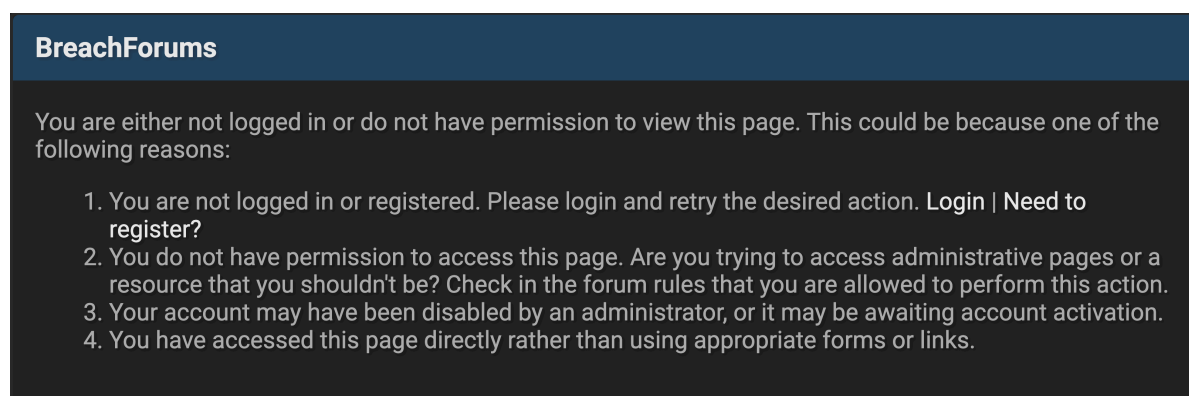 BreachForums
You are either not logged in or do not have permission to view this page. This could be because one of the
following reasons:
1. You are not logged in or registered. Please login and retry the desired action. Login | Need to
register?
2. You do not have permission to access this page. Are you trying to access administrative pages or a
resource that you shouldn't be? Check in the forum rules that you are allowed to perform this action.
3. Your account may have been disabled by an administrator, or it may be awaiting account activation.
4. You have accessed this page directly rather than using appropriate forms or links.